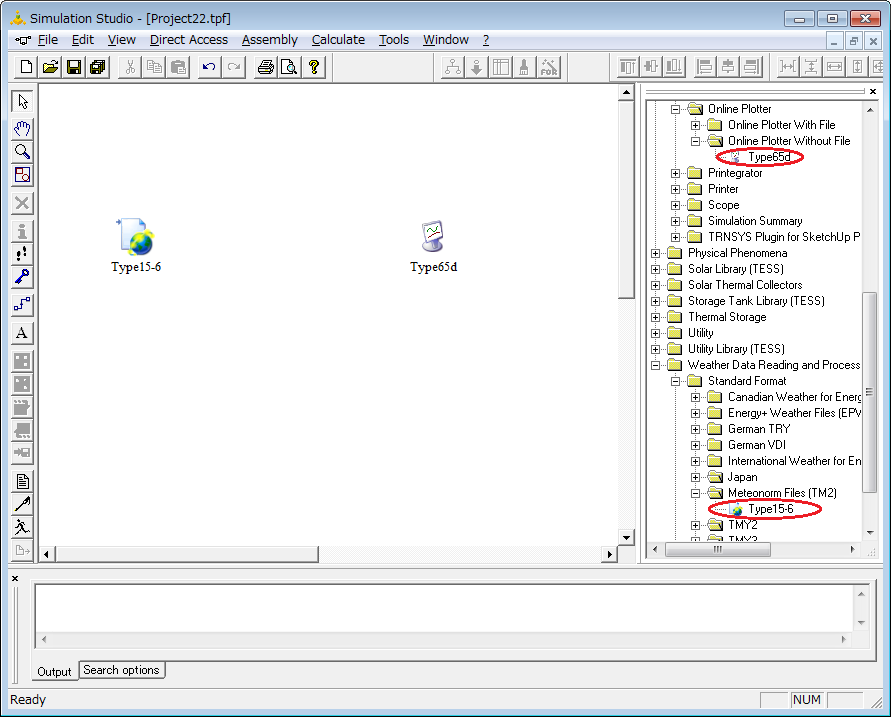 Simulation Studio - [Project22.tpf]
File Edit View Direct Access Assembly Calculate Tools Window ?
FOR
A
Type15-6
Type65d
Online Plotter
Online Plotter With File
Online Plotter Without File
Type65d
Printegrator
Printer
Scope
Simulation Summary
TRNSYS Plugin for SketchUp P
Physical Phenomena
Solar Library (TESS)
Solar Thermal Collectors
Storage Tank Library (TESS)
Thermal Storage
Utility
Utility Library (TESS)
Weather Data Reading and Process
Standard Format
Canadian Weather for Energ
Energy+ Weather Files (EPW
German TRY
German VDI
International Weather for En
Japan
Meteonorm Files (TM2)
Type15-6
TMY2
TMY3
Output
Search options
Ready
NUM